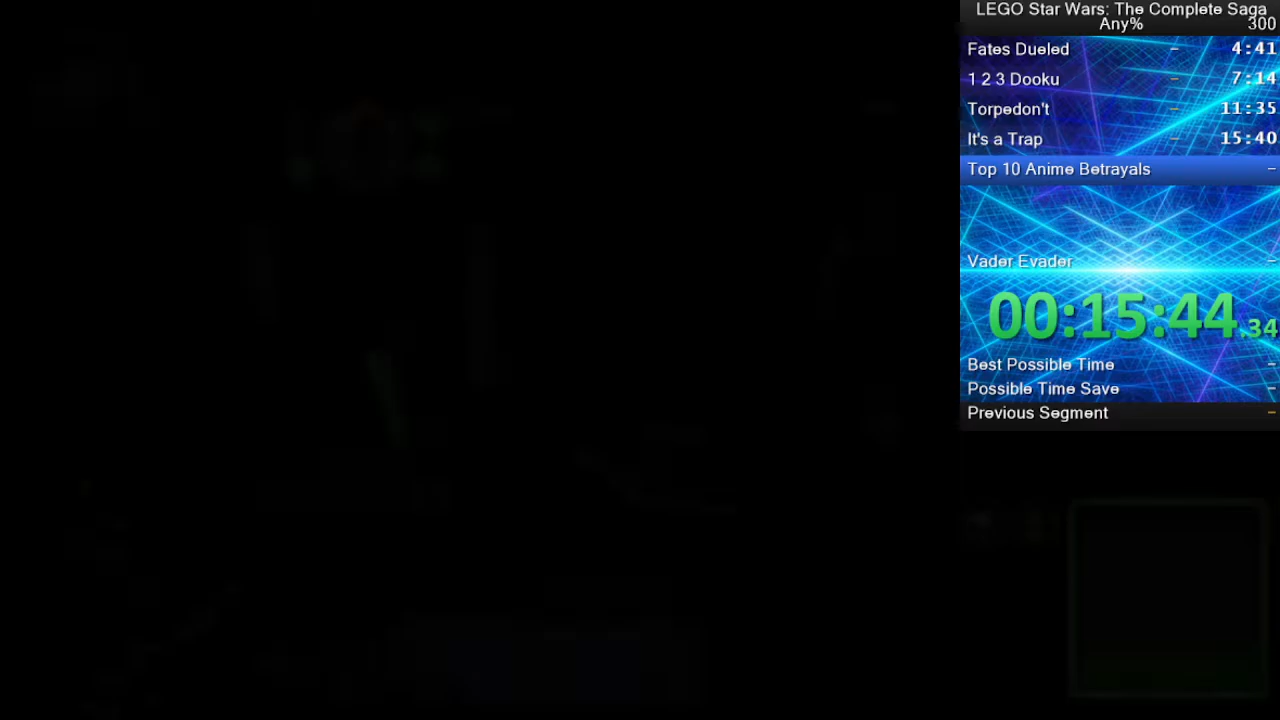 LEGO Star Wars: The Complete Saga
Any% 300
Fates Dueled – 4:41
1 2 3 Dooku – 7:14
Torpedon't – 11:35
It's a Trap – 15:40
Top 10 Anime Betrayals –
Vader Evader –
00:15:44.34
Best Possible Time –
Possible Time Save –
Previous Segment –